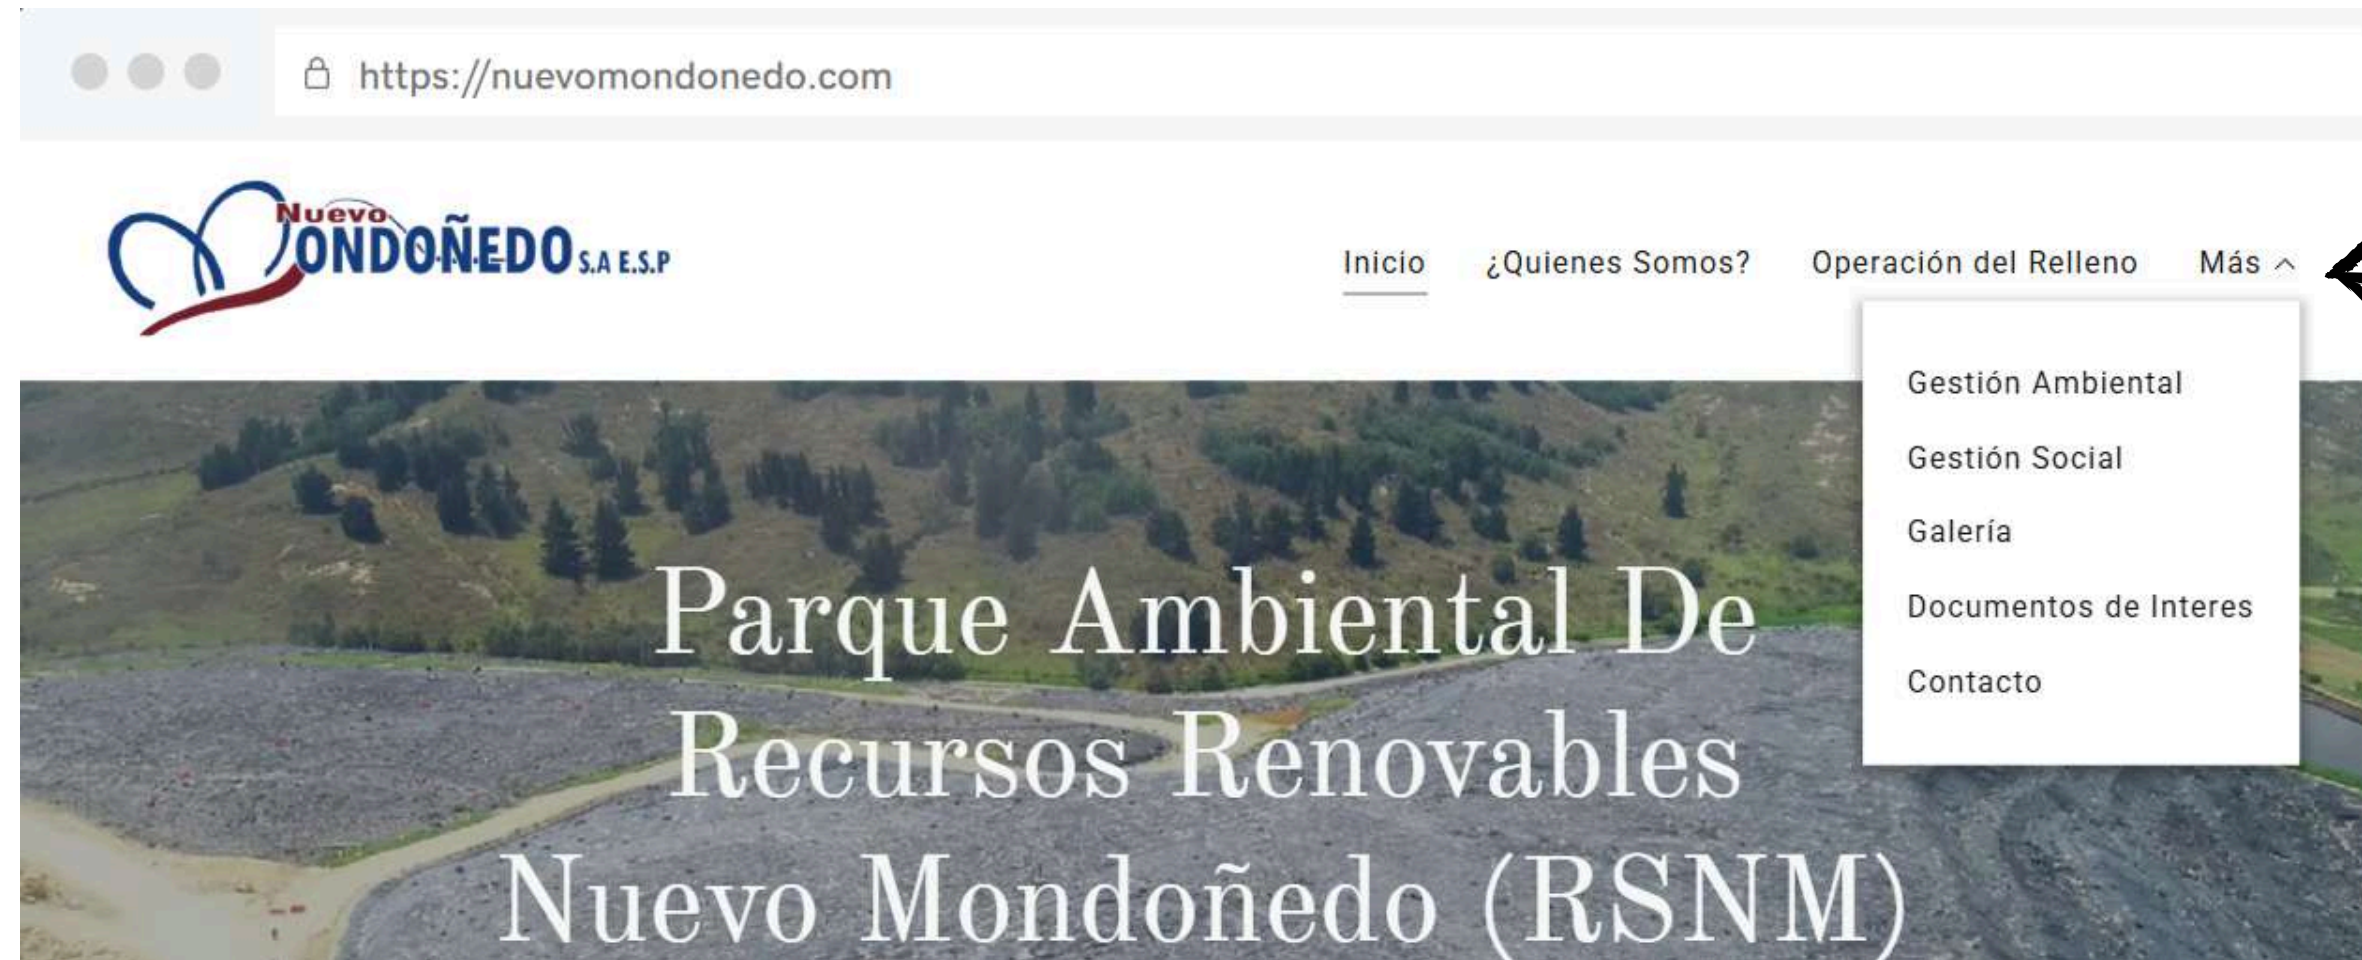 https://nuevomondonedo.com
Nuevo
MONDOÑEDO S.A E.S.P
Inicio ¿Quienes Somos? Operación del Relleno Más
Gestión Ambiental
Gestión Social
Galería
Documentos de Interes
Contacto
Parque Ambiental De
Recursos Renovables
Nuevo Mondoñedo (RSNM)